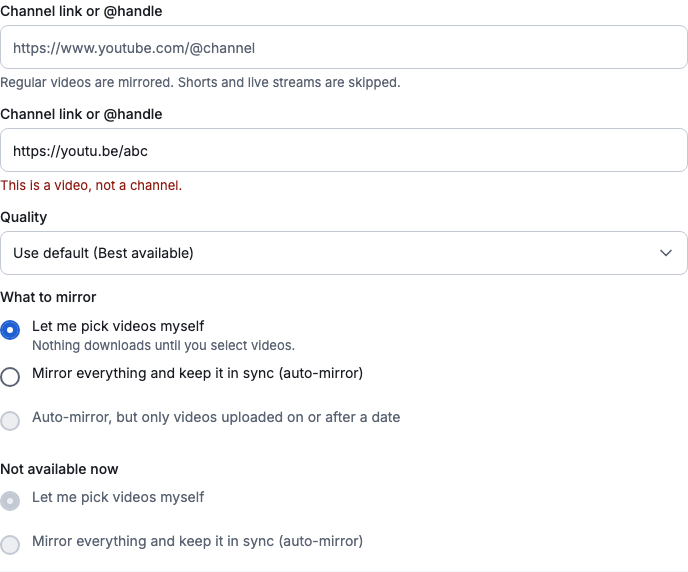 Channel link or @handle
https://www.youtube.com/@channel
Regular videos are mirrored. Shorts and live streams are skipped.
Channel link or @handle
https://youtu.be/abc
This is a video, not a channel.
Quality
Use default (Best available)
What to mirror
Let me pick videos myself
Nothing downloads until you select videos.
Mirror everything and keep it in sync (auto-mirror)
Auto-mirror, but only videos uploaded on or after a date
Not available now
Let me pick videos myself
Mirror everything and keep it in sync (auto-mirror)